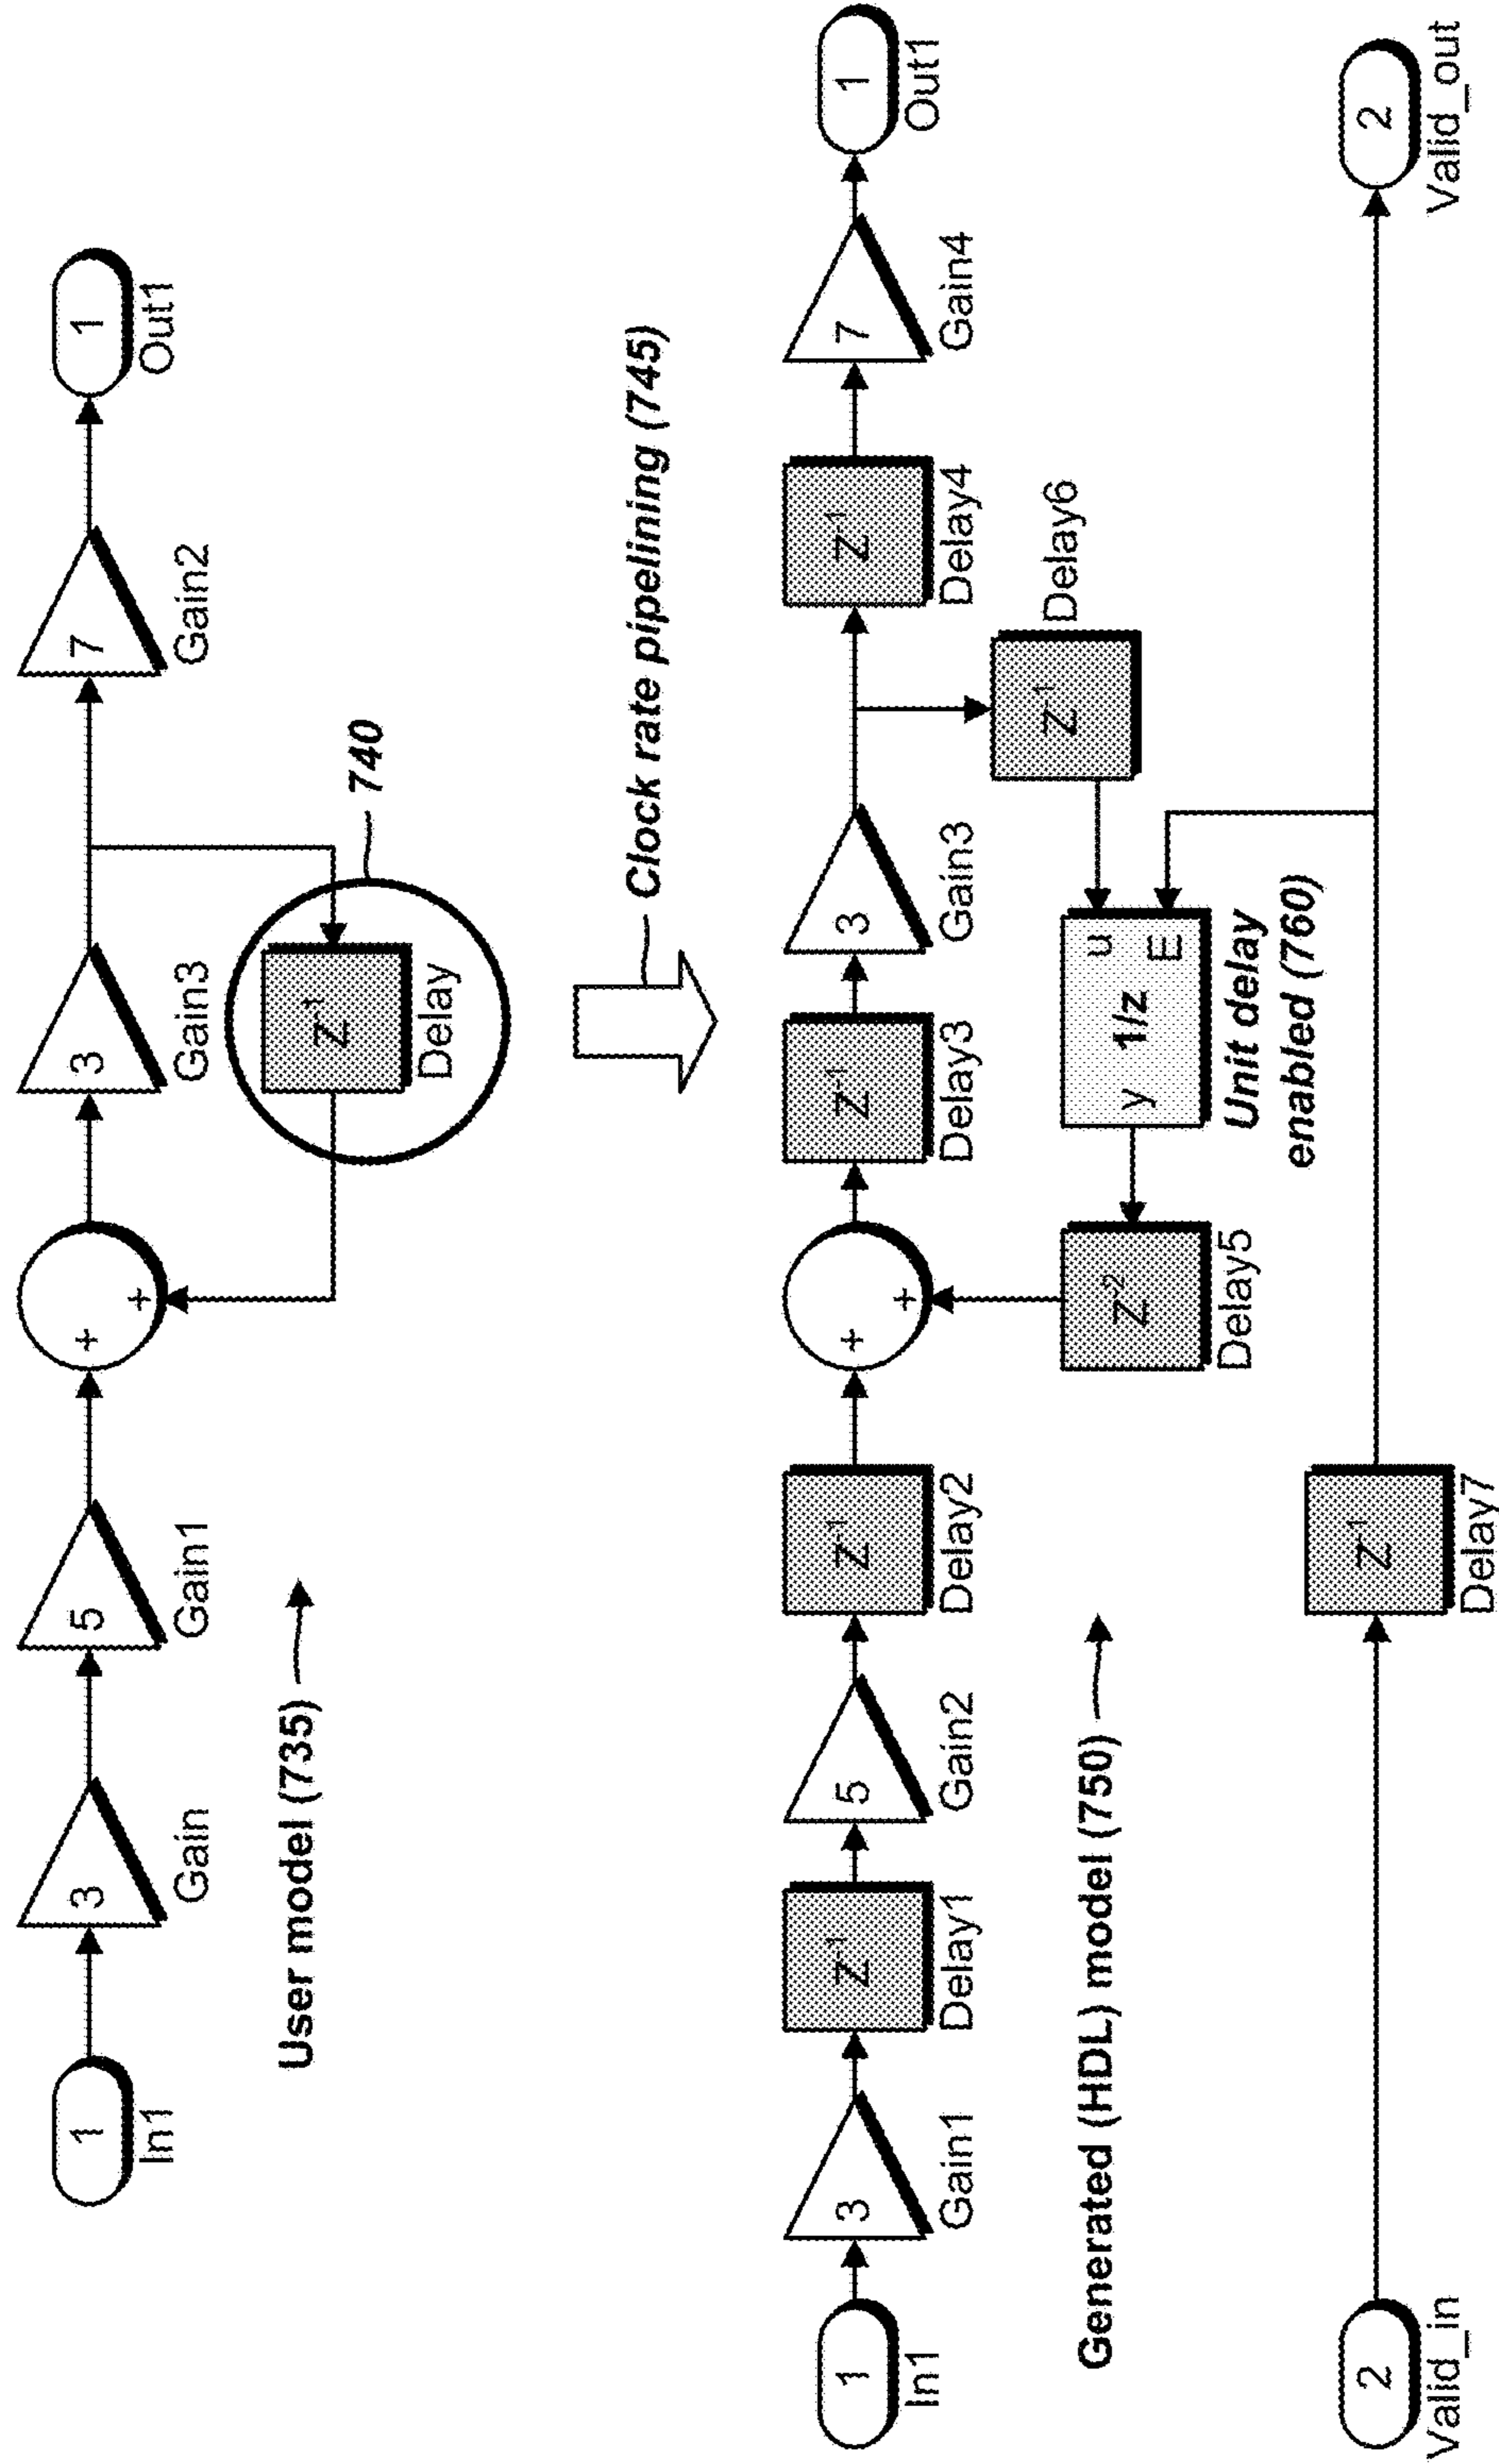 1
In1
3
Gain
5
Gain1
+
+
3
Gain3
7
Gain2
1
Out1
Z-1
Delay
740
User model (735)
Clock rate pipelining (745)
1
In1
3
Gain1
Z-1
Delay1
5
Gain2
Z-1
Delay2
+
+
Z-1
Delay3
3
Gain3
Z-1
Delay4
7
Gain4
1
Out1
Z-1
Delay6
Z-2
Delay5
y 1/z u
E
Unit delay
enabled (760)
Generated (HDL) model (750)
2
Valid_in
Z-1
Delay7
2
Valid_out